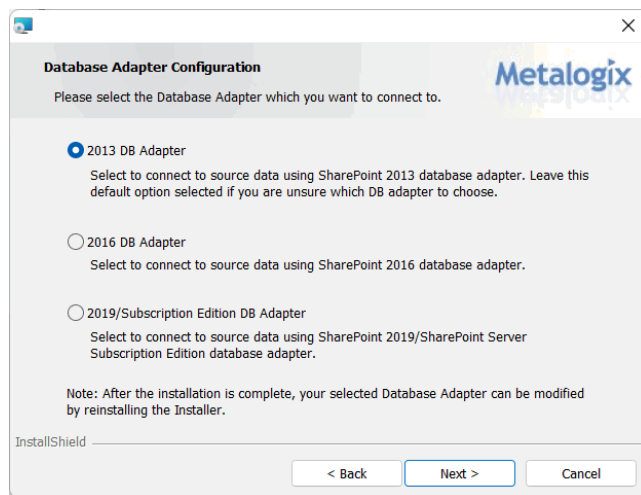 Database Adapter Configuration
Metalogix
Please select the Database Adapter which you want to connect to.
2013 DB Adapter
Select to connect to source data using SharePoint 2013 database adapter. Leave this
default option selected if you are unsure which DB adapter to choose.
2016 DB Adapter
Select to connect to source data using SharePoint 2016 database adapter.
2019/Subscription Edition DB Adapter
Select to connect to source data using SharePoint 2019/SharePoint Server
Subscription Edition database adapter.
Note: After the installation is complete, your selected Database Adapter can be modified
by reinstalling the Installer.
InstallShield
< Back
Next >
Cancel